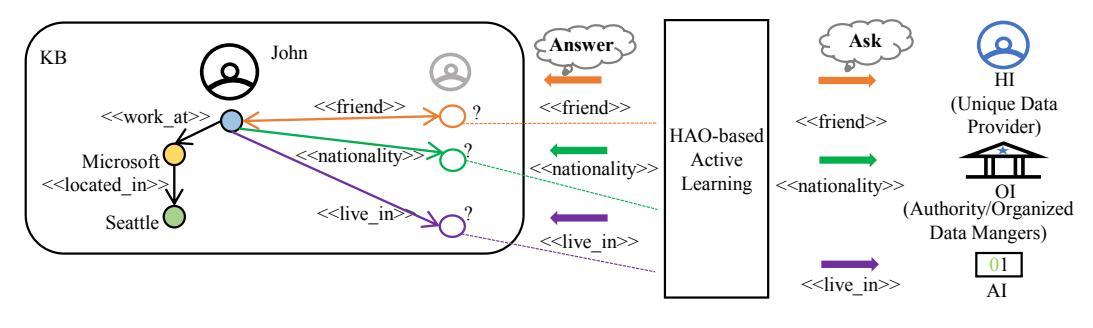 KB
John
<<work_at>>
Microsoft
<<located_in>>
Seattle
<<friend>>
?
<<nationality>>
?
<<live_in>>
?
Answer
<<friend>>
<<nationality>>
<<live_in>>
HAO-based
Active
Learning
Ask
<<friend>>
<<nationality>>
<<live_in>>
HI
(Unique Data
Provider)
OI
(Authority/Organized
Data Mangers)
01
AI